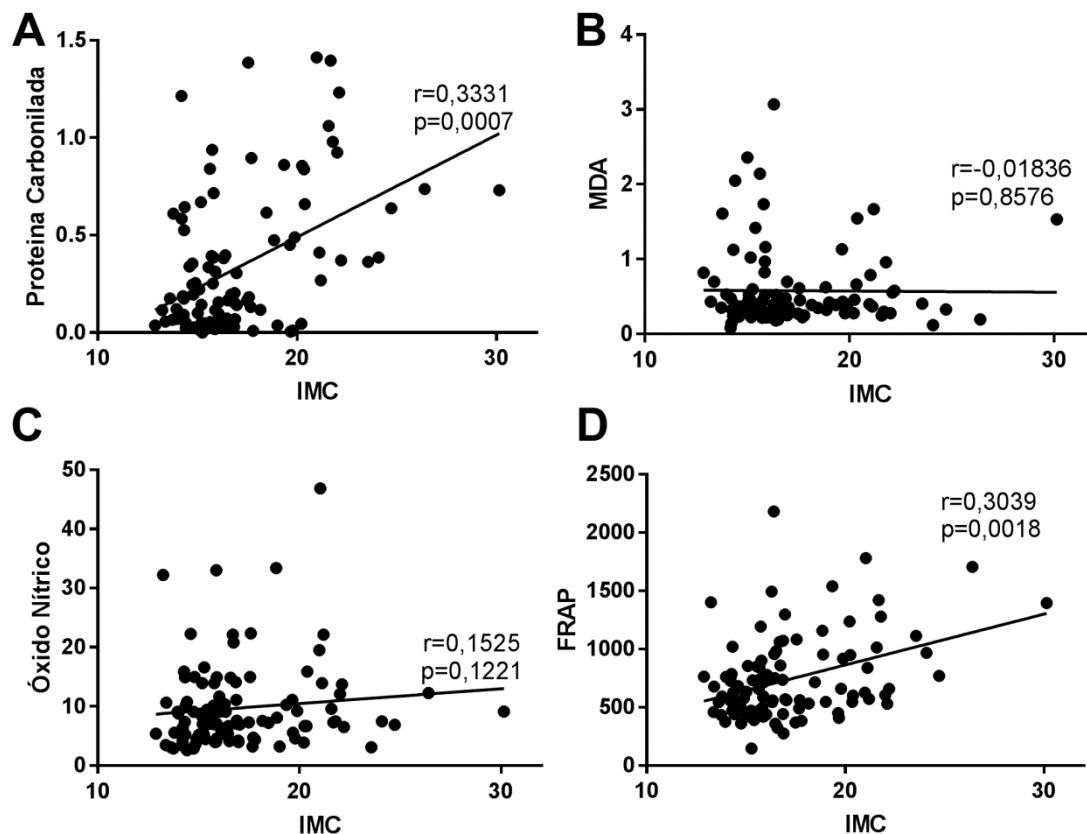 A
Proteina Carbonilada
1.5
1.0
0.5
0.0
10
20
30
IMC
r=0,3331
p=0,0007
B
MDA
4
3
2
1
0
10
20
30
IMC
r=-0,01836
p=0,8576
C
Óxido Nítrico
50
40
30
20
10
0
10
20
30
IMC
r=0,1525
p=0,1221
D
FRAP
2500
2000
1500
1000
500
0
10
20
30
IMC
r=0,3039
p=0,0018